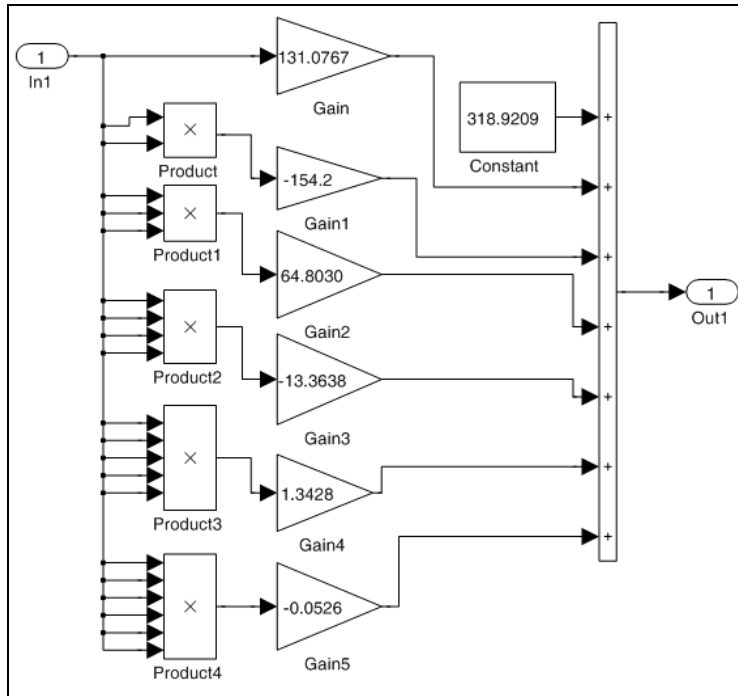 1
In1
131.0767
Gain
318.9209
Constant
+
+
+
+
+
+
+
×
Product
-154.2
Gain1
×
Product1
64.8030
Gain2
1
Out1
×
Product2
-13.3638
Gain3
×
Product3
1.3428
Gain4
×
Product4
-0.0526
Gain5